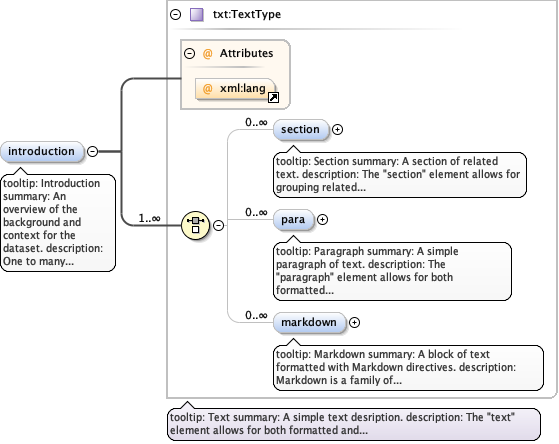 txt:TextType
@ Attributes
@ xml:lang
introduction
tooltip: Introduction
summary: An
overview of the
background and
context for the
dataset. description:
One to many...
1..∞
0..∞
section
tooltip: Section summary: A section of related
text. description: The "section" element allows for
grouping related...
0..∞
para
tooltip: Paragraph summary: A simple
paragraph of text. description: The
"paragraph" element allows for both
formatted...
0..∞
markdown
tooltip: Markdown summary: A block of text
formatted with Markdown directives. description:
Markdown is a family of...
tooltip: Text summary: A simple text desription. description: The "text"
element allows for both formatted and...